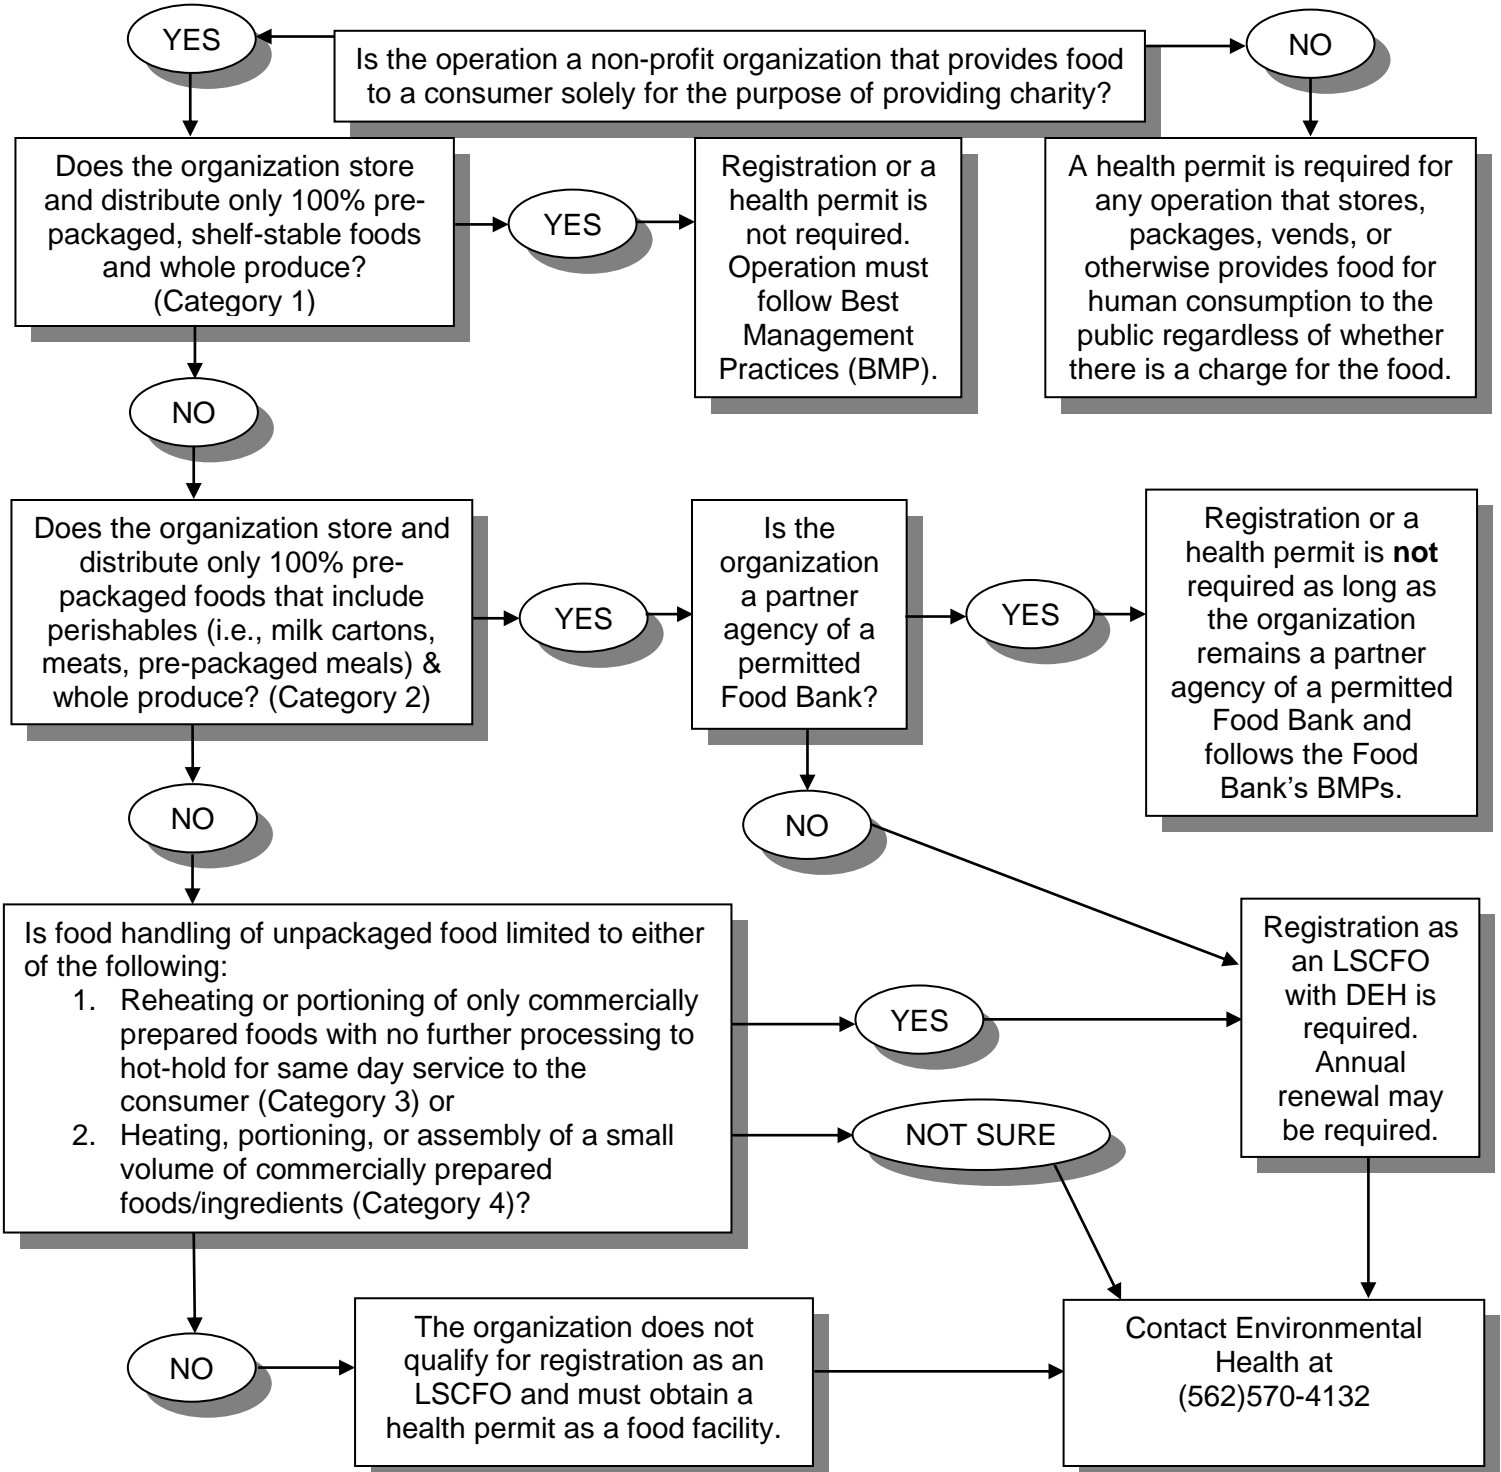 YES
Is the operation a non-profit organization that provides food
to a consumer solely for the purpose of providing charity?
NO
Does the organization store
and distribute only 100% pre-
packaged, shelf-stable foods
and whole produce?
(Category 1)
YES
Registration or a
health permit is
not required.
Operation must
follow Best
Management
Practices (BMP).
A health permit is required for
any operation that stores,
packages, vends, or
otherwise provides food for
human consumption to the
public regardless of whether
there is a charge for the food.
NO
Does the organization store and
distribute only 100% pre-
packaged foods that include
perishables (i.e., milk cartons,
meats, pre-packaged meals) &
whole produce? (Category 2)
YES
Is the
organization
a partner
agency of a
permitted
Food Bank?
YES
Registration or a
health permit is not
required as long as
the organization
remains a partner
agency of a permitted
Food Bank and
follows the Food
Bank's BMPs.
NO
NO
Is food handling of unpackaged food limited to either
of the following:
1. Reheating or portioning of only commercially
prepared foods with no further processing to
hot-hold for same day service to the
consumer (Category 3) or
2. Heating, portioning, or assembly of a small
volume of commercially prepared
foods/ingredients (Category 4)?
YES
NOT SURE
Registration as
an LSCFO
with DEH is
required.
Annual
renewal may
be required.
NO
The organization does not
qualify for registration as an
LSCFO and must obtain a
health permit as a food facility.
Contact Environmental
Health at
(562)570-4132